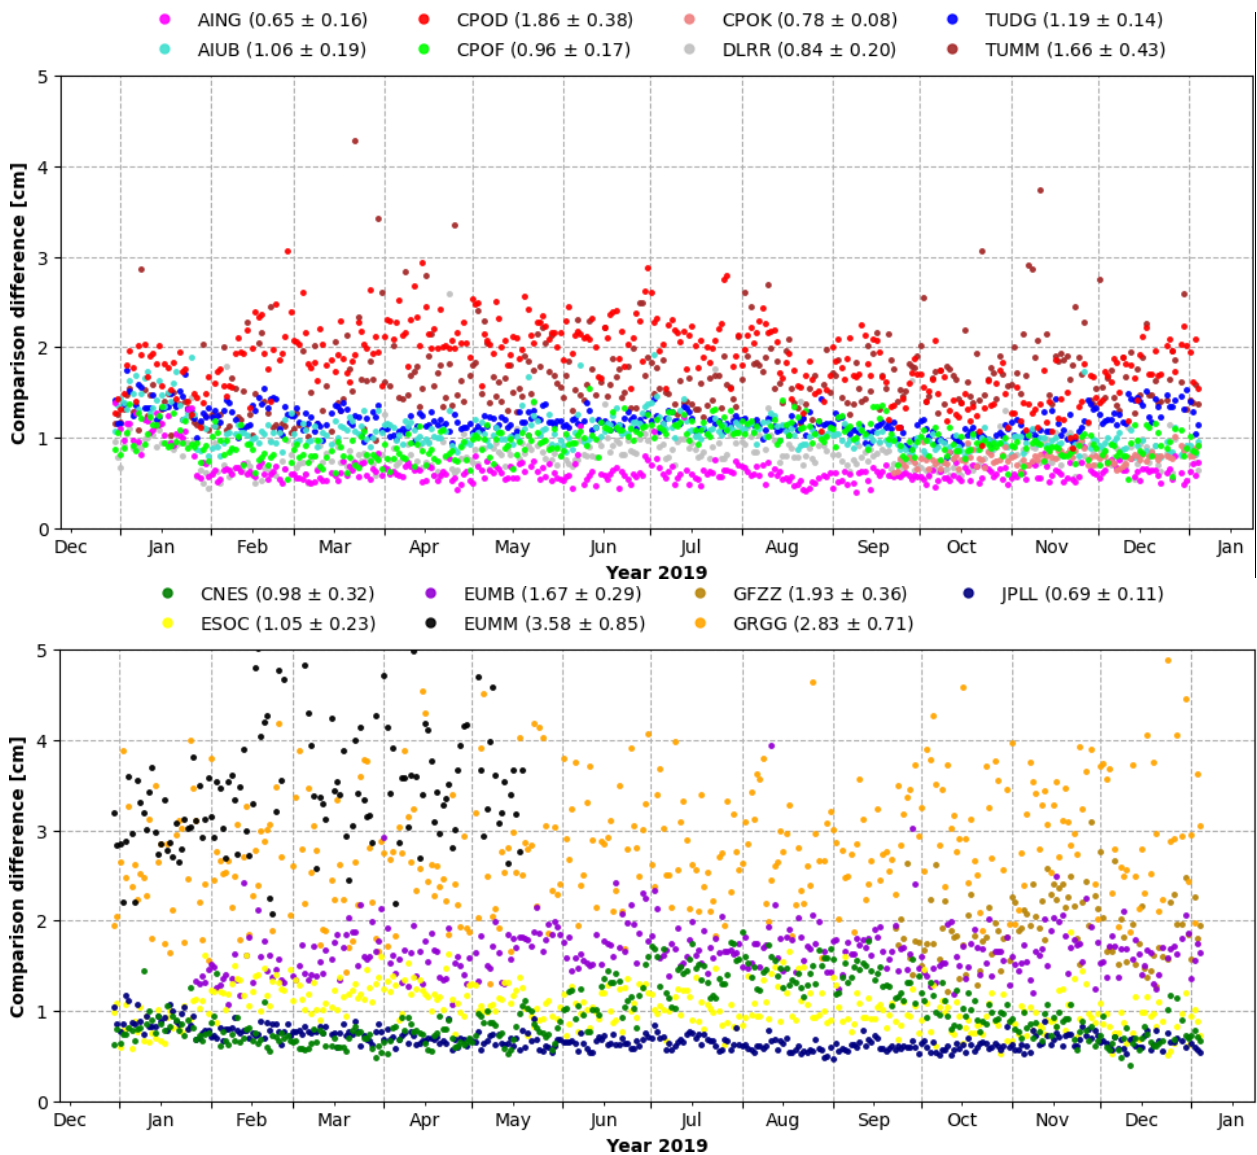 AING (0.65 ± 0.16) CPOD (1.86 ± 0.38) CPOK (0.78 ± 0.08) TUDG (1.19 ± 0.14)
AIUB (1.06 ± 0.19) CPOF (0.96 ± 0.17) DLRR (0.84 ± 0.20) TUMM (1.66 ± 0.43)
5
4
3
2
1
0
Comparison difference [cm]
Dec Jan Feb Mar Apr May Jun Jul Aug Sep Oct Nov Dec Jan
Year 2019
CNES (0.98 ± 0.32) EUMB (1.67 ± 0.29) GFZZ (1.93 ± 0.36) JPLL (0.69 ± 0.11)
ESOC (1.05 ± 0.23) EUMM (3.58 ± 0.85) GRGG (2.83 ± 0.71)
5
4
3
2
1
0
Comparison difference [cm]
Dec Jan Feb Mar Apr May Jun Jul Aug Sep Oct Nov Dec Jan
Year 2019